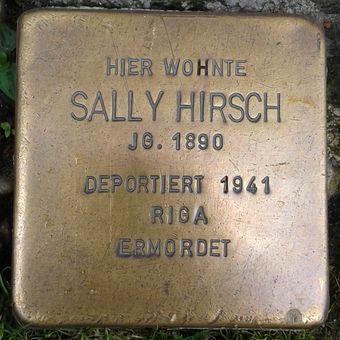 HIER WOHNTE
SALLY HIRSCH
JG. 1890
DEPORTIERT 1941
RIGA
ERMORDET